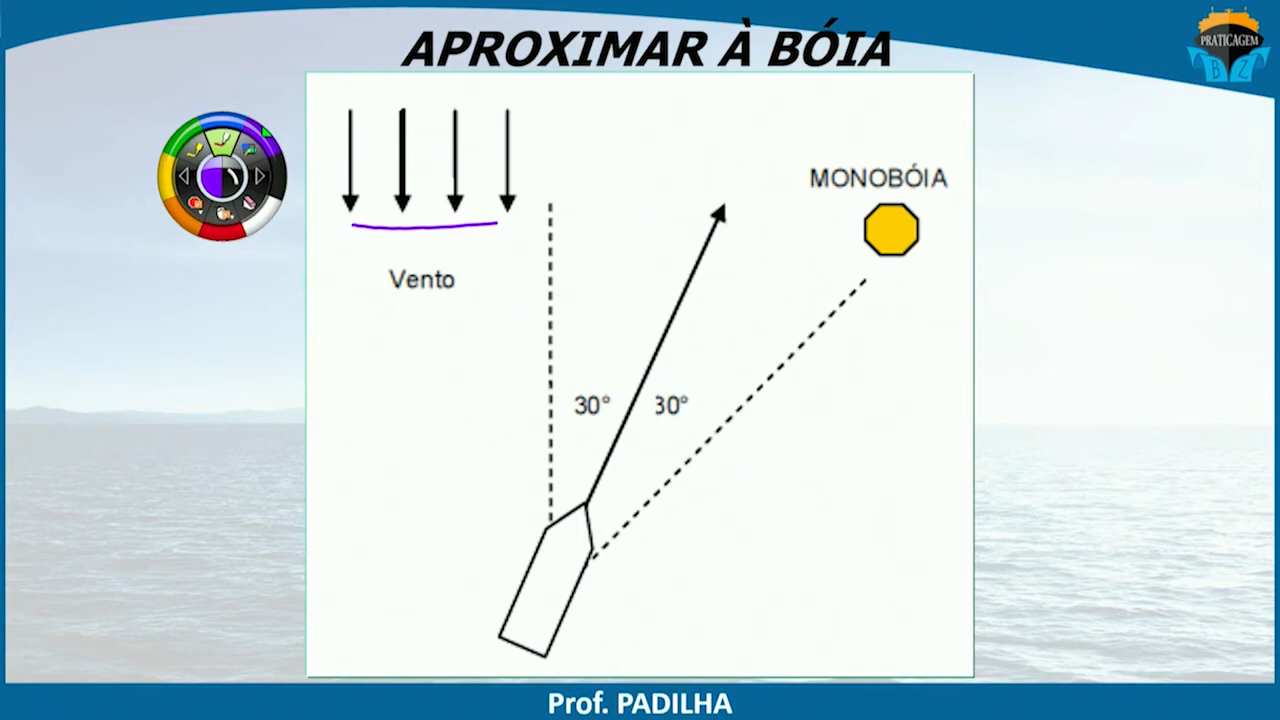 APROXIMAR À BÓIA
PRATICAGEM
B Z
MONOBÓIA
Vento
30° 30°
Prof. PADILHA